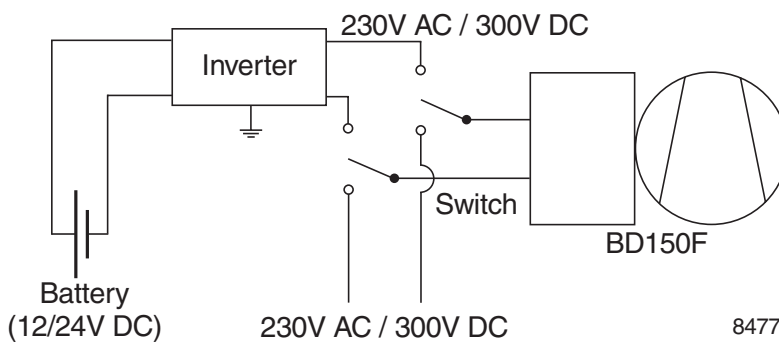 230V AC / 300V DC
Inverter
Switch
BD150F
Battery
(12/24V DC)
230V AC / 300V DC
8477